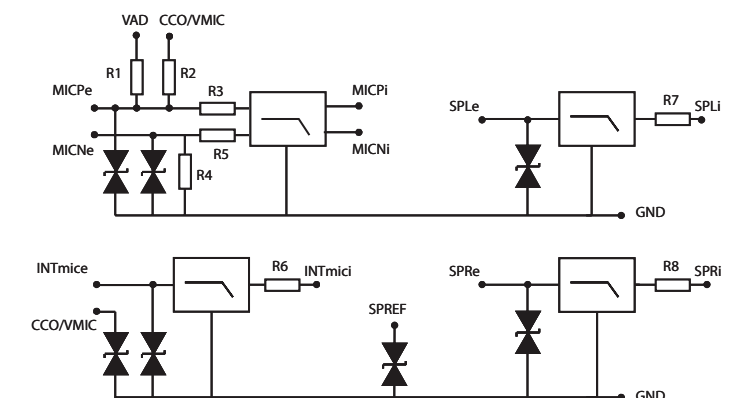 VAD CCO/VMIC
R1 R2
MICPe R3 MICPi
MICNe R5 MICNi
R4
SPLe R7 SPLi
GND
INTmice R6 INTmici
CCO/VMIC
SPREF
SPRe R8 SPRi
GND